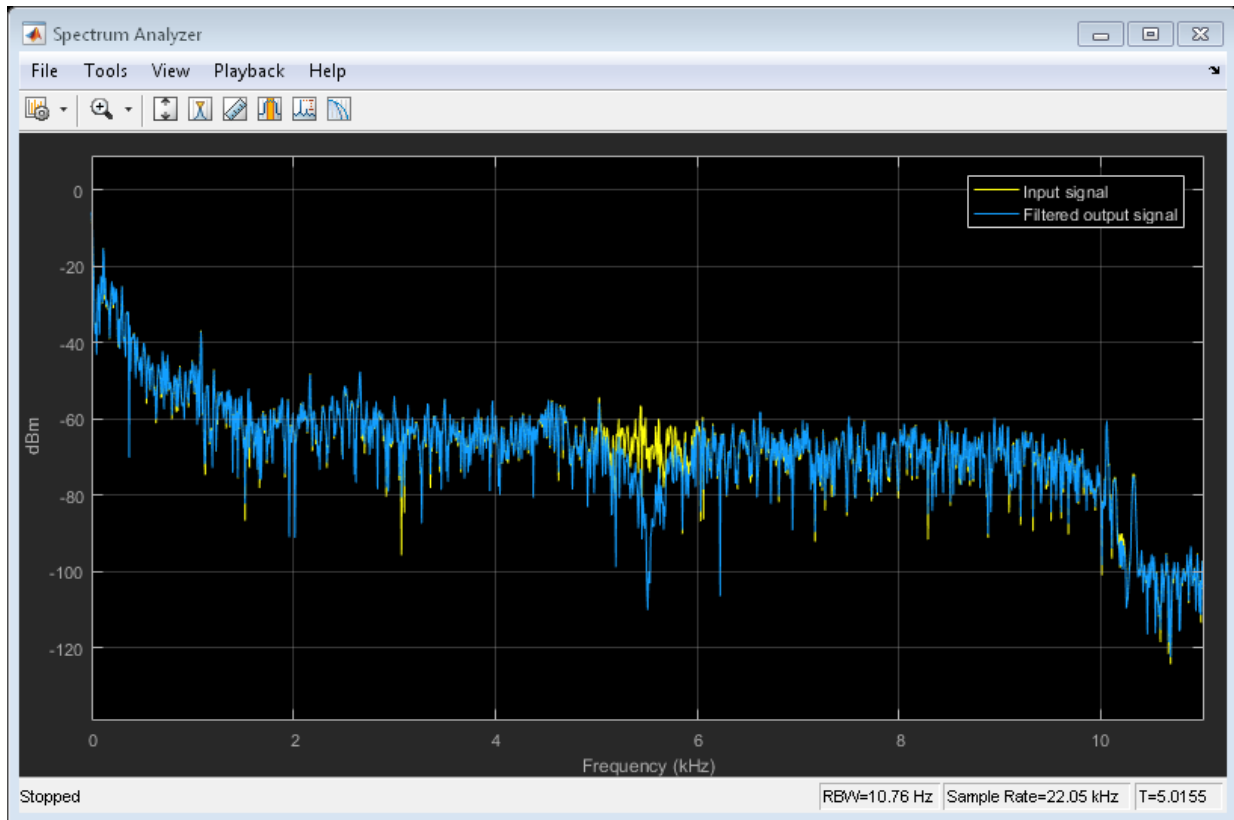 Spectrum Analyzer
File Tools View Playback Help
0
-20
-40
-60
-80
-100
-120
dBm
Input signal
Filtered output signal
0 2 4 6 8 10
Frequency (kHz)
Stopped RBW=10.76 Hz Sample Rate=22.05 kHz T=5.0155